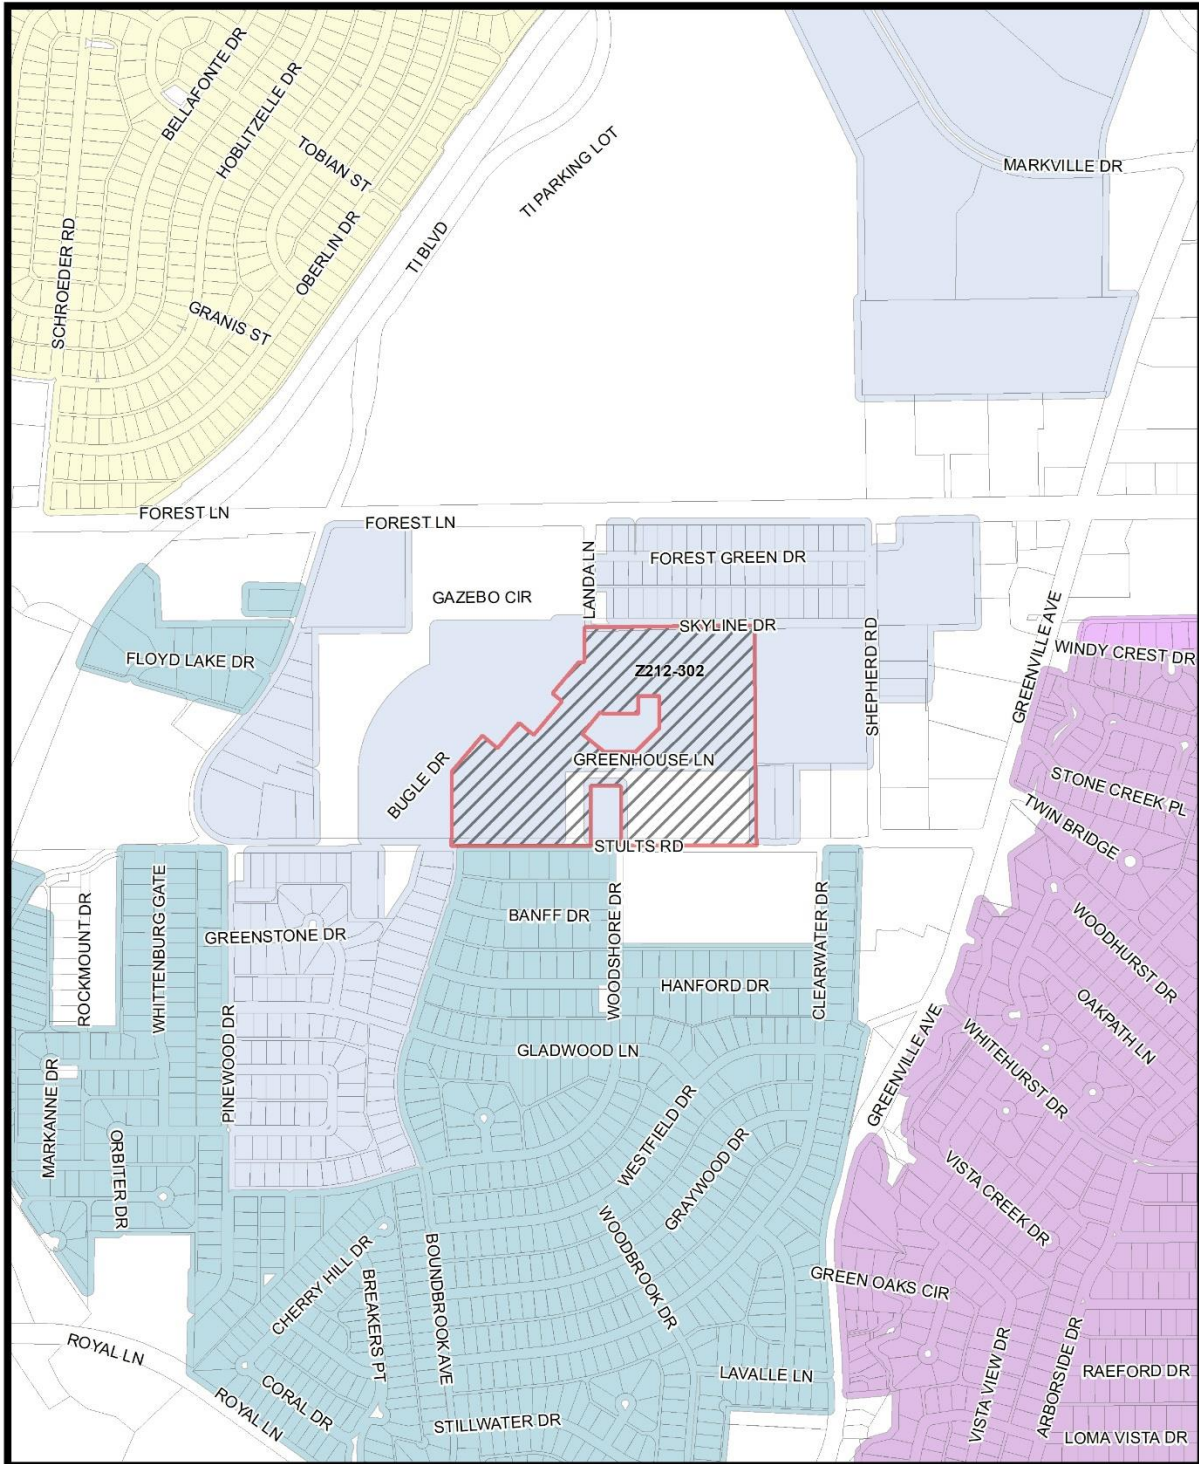 BELLAFONTE DR
HOBLITZELLE DR
TOBIAN ST
TI PARKING LOT
MARKVILLE DR
SCHROEDER RD
OBERLIN DR
TI BLVD
GRANIS ST
FOREST LN
FOREST LN
LANDA LN
FOREST GREEN DR
GAZEBO CIR
SKYLINE DR
SHEPHERD RD
GREENVILLE AVE
WINDY CREST DR
FLOYD LAKE DR
Z212-302
BUGLE DR
GREENHOUSE LN
STONE CREEK PL
TWIN BRIDGE
STULTS RD
ROCKMOUNT DR
WHITTENBURG GATE
GREENSTONE DR
BANFF DR
WOODSHORE DR
CLEARWATER DR
WOODHURST DR
HANFORD DR
OAKPATH LN
PINEWOOD DR
GLADWOOD LN
GREENVILLE AVE
WHITEHURST DR
MARKANNE DR
ORBITER DR
WESTFIELD DR
GRAYWOOD DR
VISTA CREEK DR
CHERRY HILL DR
BREAKERS PT
BOUNDBROOK AVE
WOODBROOK DR
GREEN OAKS CIR
ROYAL LN
CORAL DR
ROYAL LN
LAVALLE LN
VISTA VIEW DR
ARBORSIDE DR
RAEFORD DR
STILLWATER DR
LOMA VISTA DR